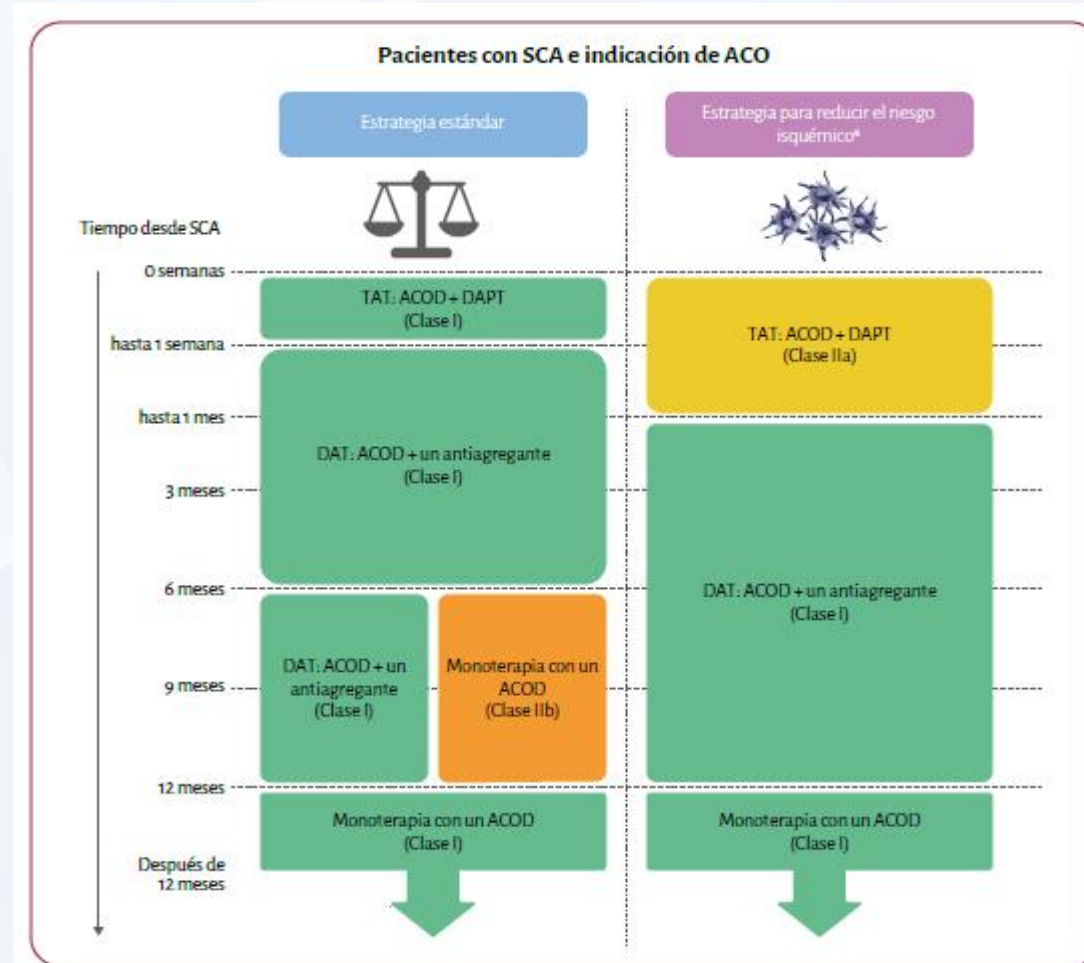 Pacientes con SCA e indicación de ACO
Estrategia estándar
Estrategia para reducir el riesgo
isquémicoª
Tiempo desde SCA
0 semanas
TAT: ACOD + DAPT
(Clase I)
TAT: ACOD + DAPT
(Clase IIa)
hasta 1 semana
hasta 1 mes
DAT: ACOD + un antiagregante
(Clase I)
3 meses
6 meses
DAT: ACOD + un antiagregante
(Clase I)
DAT: ACOD + un
antiagregante
(Clase I)
Monoterapia con un
ACOD
(Clase IIb)
9 meses
12 meses
Monoterapia con un ACOD
(Clase I)
Monoterapia con un ACOD
(Clase I)
Después de
12 meses